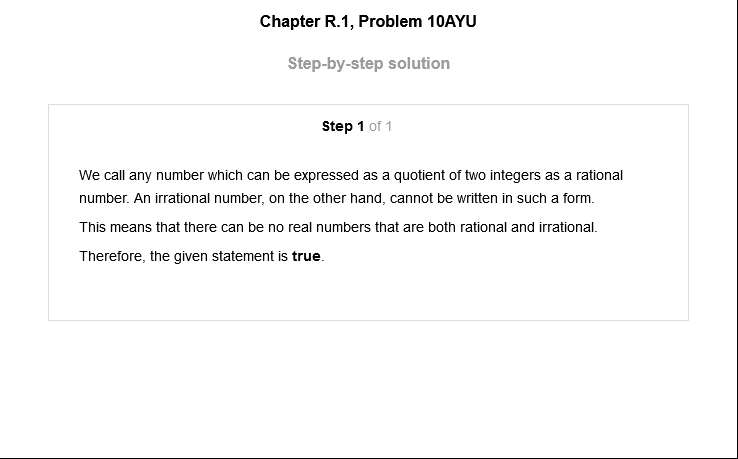 Chapter R.1, Problem 10AYU
Step-by-step solution
Step 1 of 1
We call any number which can be expressed as a quotient of two integers as a rational
number. An irrational number, on the other hand, cannot be written in such a form.
This means that there can be no real numbers that are both rational and irrational.
Therefore, the given statement is true.